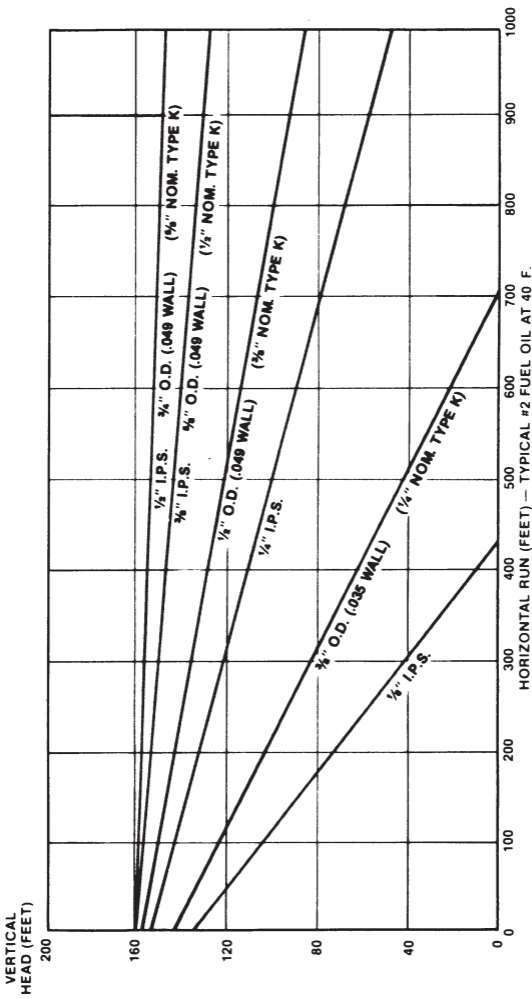 VERTICAL
HEAD (FEET)
200
160
120
80
40
0
½" I.P.S. ¾" O.D. (.049 WALL) (⅝" NOM. TYPE K)
⅜" I.P.S. ⅝" O.D. (.049 WALL) (½" NOM. TYPE K)
½" O.D. (.049 WALL) (⅜" NOM. TYPE K)
¼" I.P.S.
⅜" O.D. (.035 WALL) (¼" NOM. TYPE K)
⅛" I.P.S.
0 100 200 300 400 500 600 700 800 900 1000
HORIZONTAL RUN (FEET) — TYPICAL #2 FUEL OIL AT 40 F.